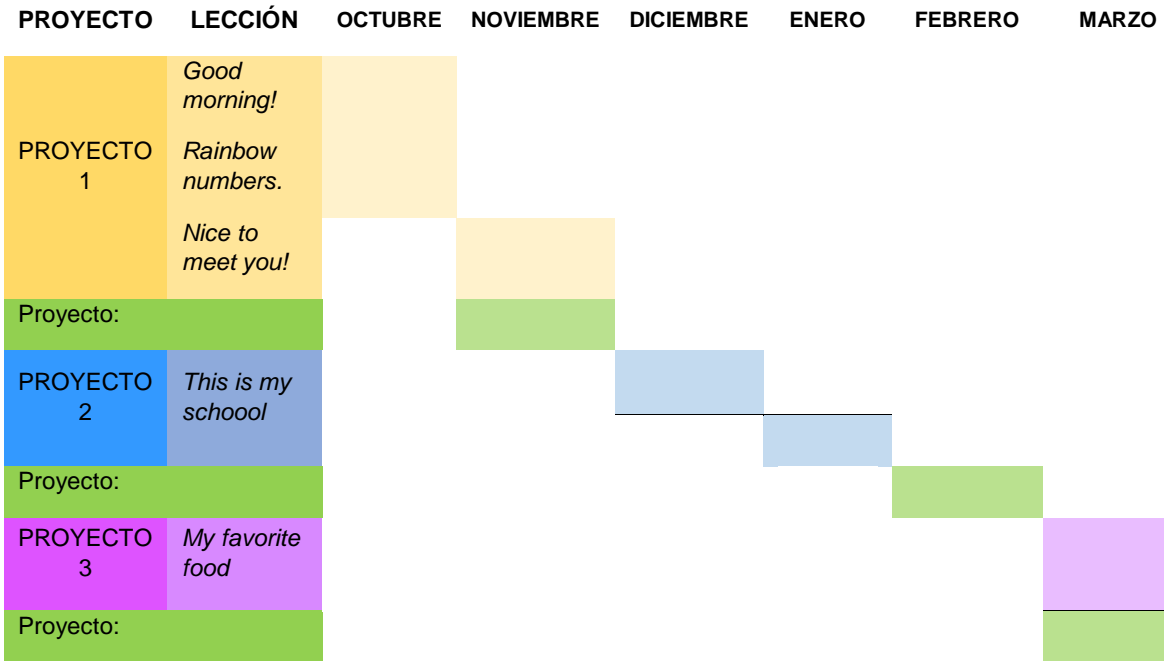 PROYECTO LECCIÓN OCTUBRE NOVIEMBRE DICIEMBRE ENERO FEBRERO MARZO
PROYECTO
1
Good
morning!
Rainbow
numbers.
Nice to
meet you!
Proyecto:
PROYECTO
2
This is my
schoool
Proyecto:
PROYECTO
3
My favorite
food
Proyecto: